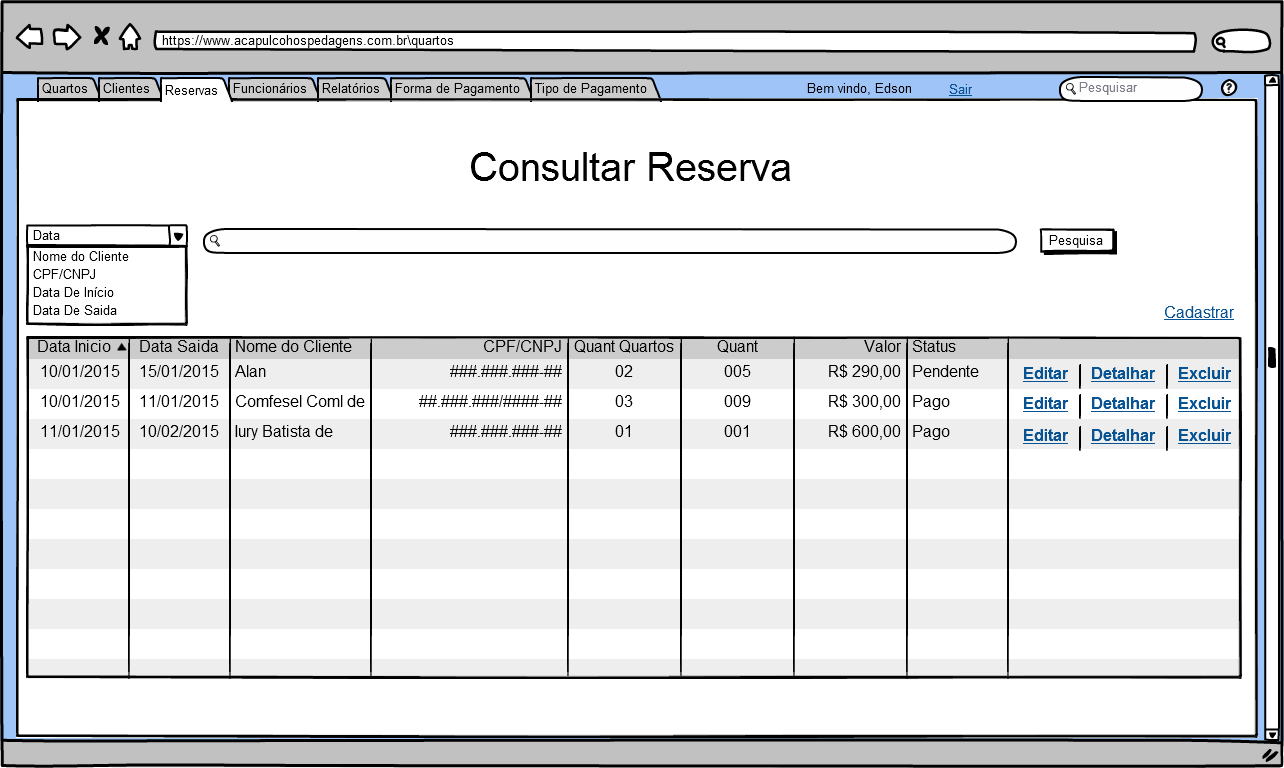 https://www.acapulcohospedagens.com.br\quartos
Quartos Clientes Reservas Funcionários Relatórios Forma de Pagamento Tipo de Pagamento Bem vindo, Edson Sair Pesquisar ?
Consultar Reserva
Data
Pesquisa
Nome do Cliente
CPF/CNPJ
Data De Início
Data De Saida
Cadastrar
Data Inicio Data Saida Nome do Cliente CPF/CNPJ Quant Quartos Quant Valor Status
10/01/2015 15/01/2015 Alan ###.###.###-## 02 005 R$ 290,00 Pendente Editar | Detalhar | Excluir
10/01/2015 11/01/2015 Comfesel Coml de ##.###.###/####-## 03 009 R$ 300,00 Pago Editar | Detalhar | Excluir
11/01/2015 10/02/2015 Iury Batista de ###.###.###-## 01 001 R$ 600,00 Pago Editar | Detalhar | Excluir